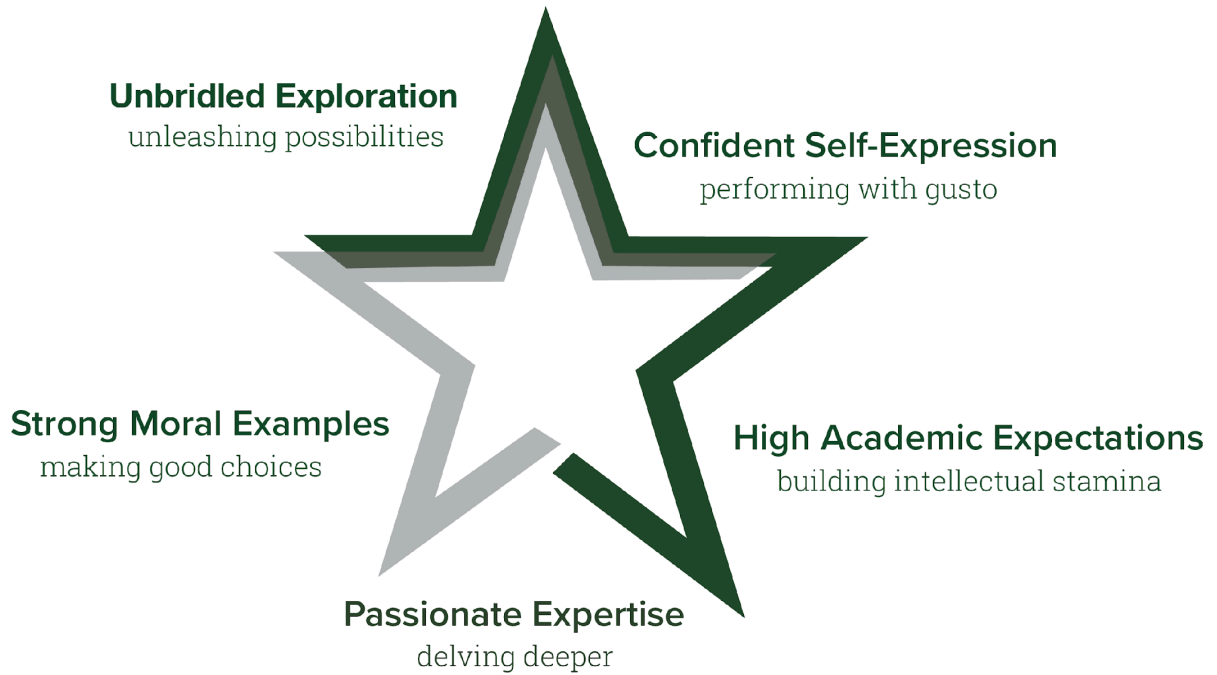 Unbridled Exploration
unleashing possibilities
Confident Self-Expression
performing with gusto
Strong Moral Examples
making good choices
High Academic Expectations
building intellectual stamina
Passionate Expertise
delving deeper